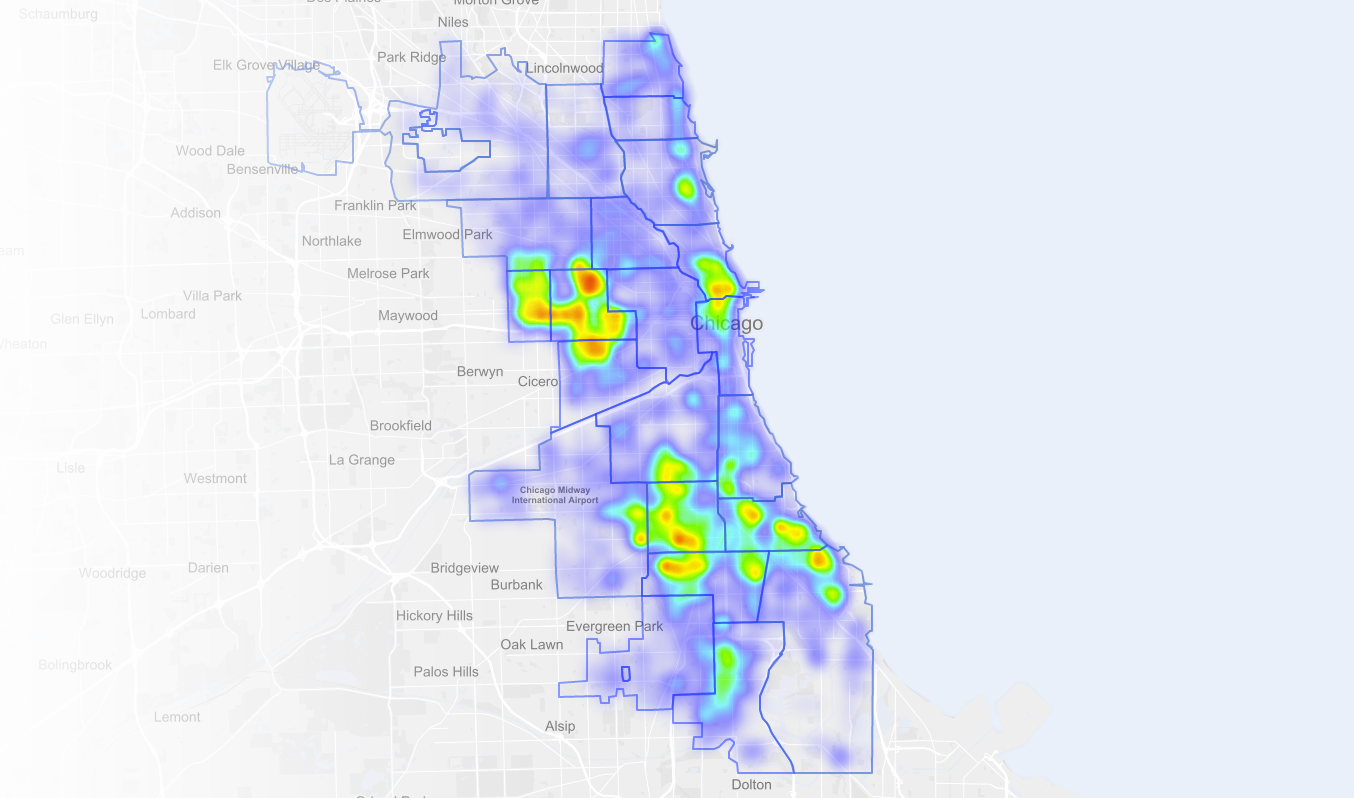 Des Plaines
Morton Grove
Schaumburg
Niles
Park Ridge
Elk Grove Village
Lincolnwood
Wood Dale
Bensenville
Franklin Park
Addison
Elmwood Park
Northlake
Melrose Park
Villa Park
Lombard
Maywood
Glen Ellyn
Chicago
Berwyn
Cicero
Brookfield
La Grange
Lisle
Westmont
Chicago Midway
International Airport
Woodridge
Darien
Bridgeview
Burbank
Hickory Hills
Evergreen Park
Oak Lawn
Bolingbrook
Palos Hills
Lemont
Alsip
Dolton